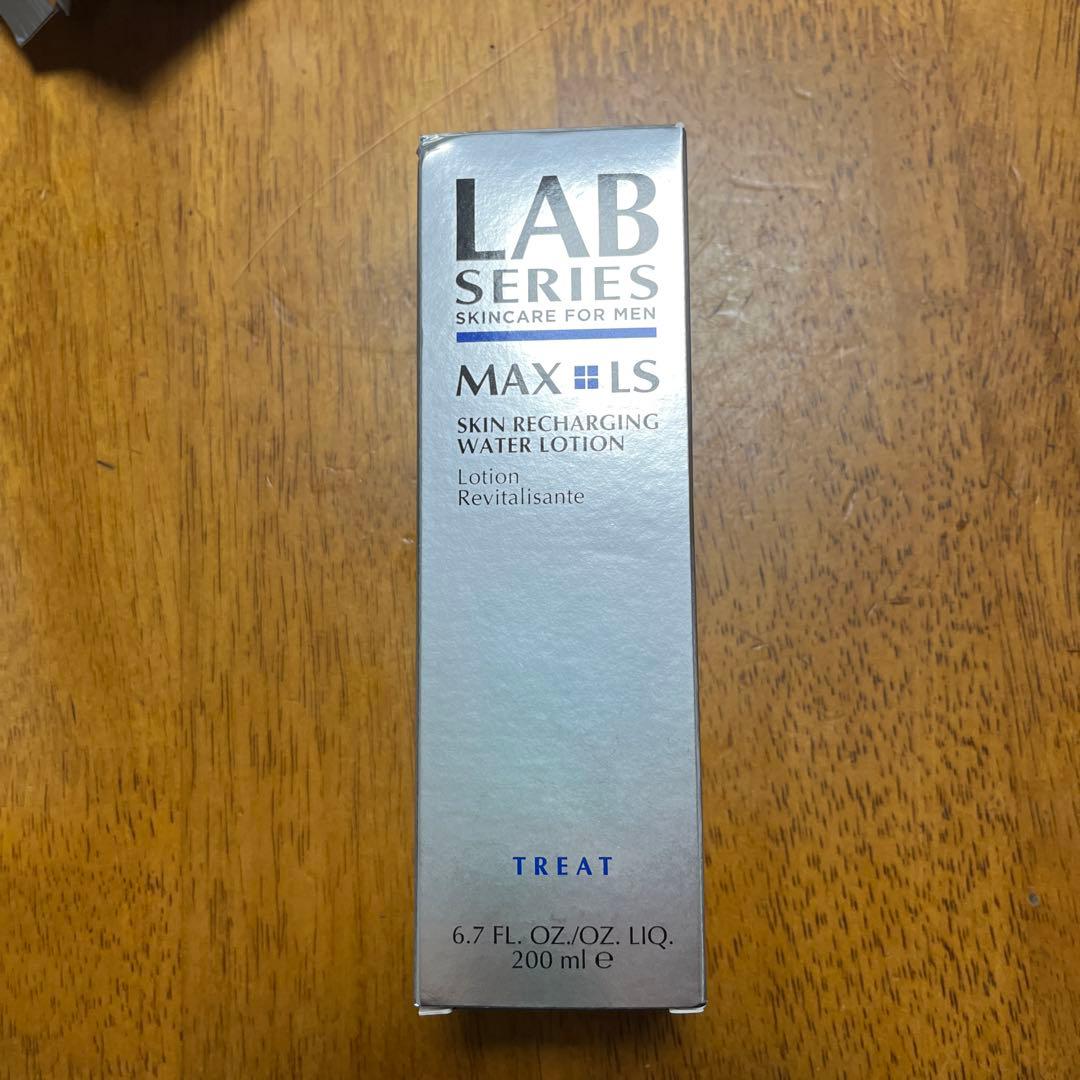 LAB
SERIES
SKINCARE FOR MEN
MAX LS
SKIN RECHARGING
WATER LOTION
Lotion
Revitalisante
TREAT
6.7 FL. OZ./OZ. LIQ.
200 ml ℮